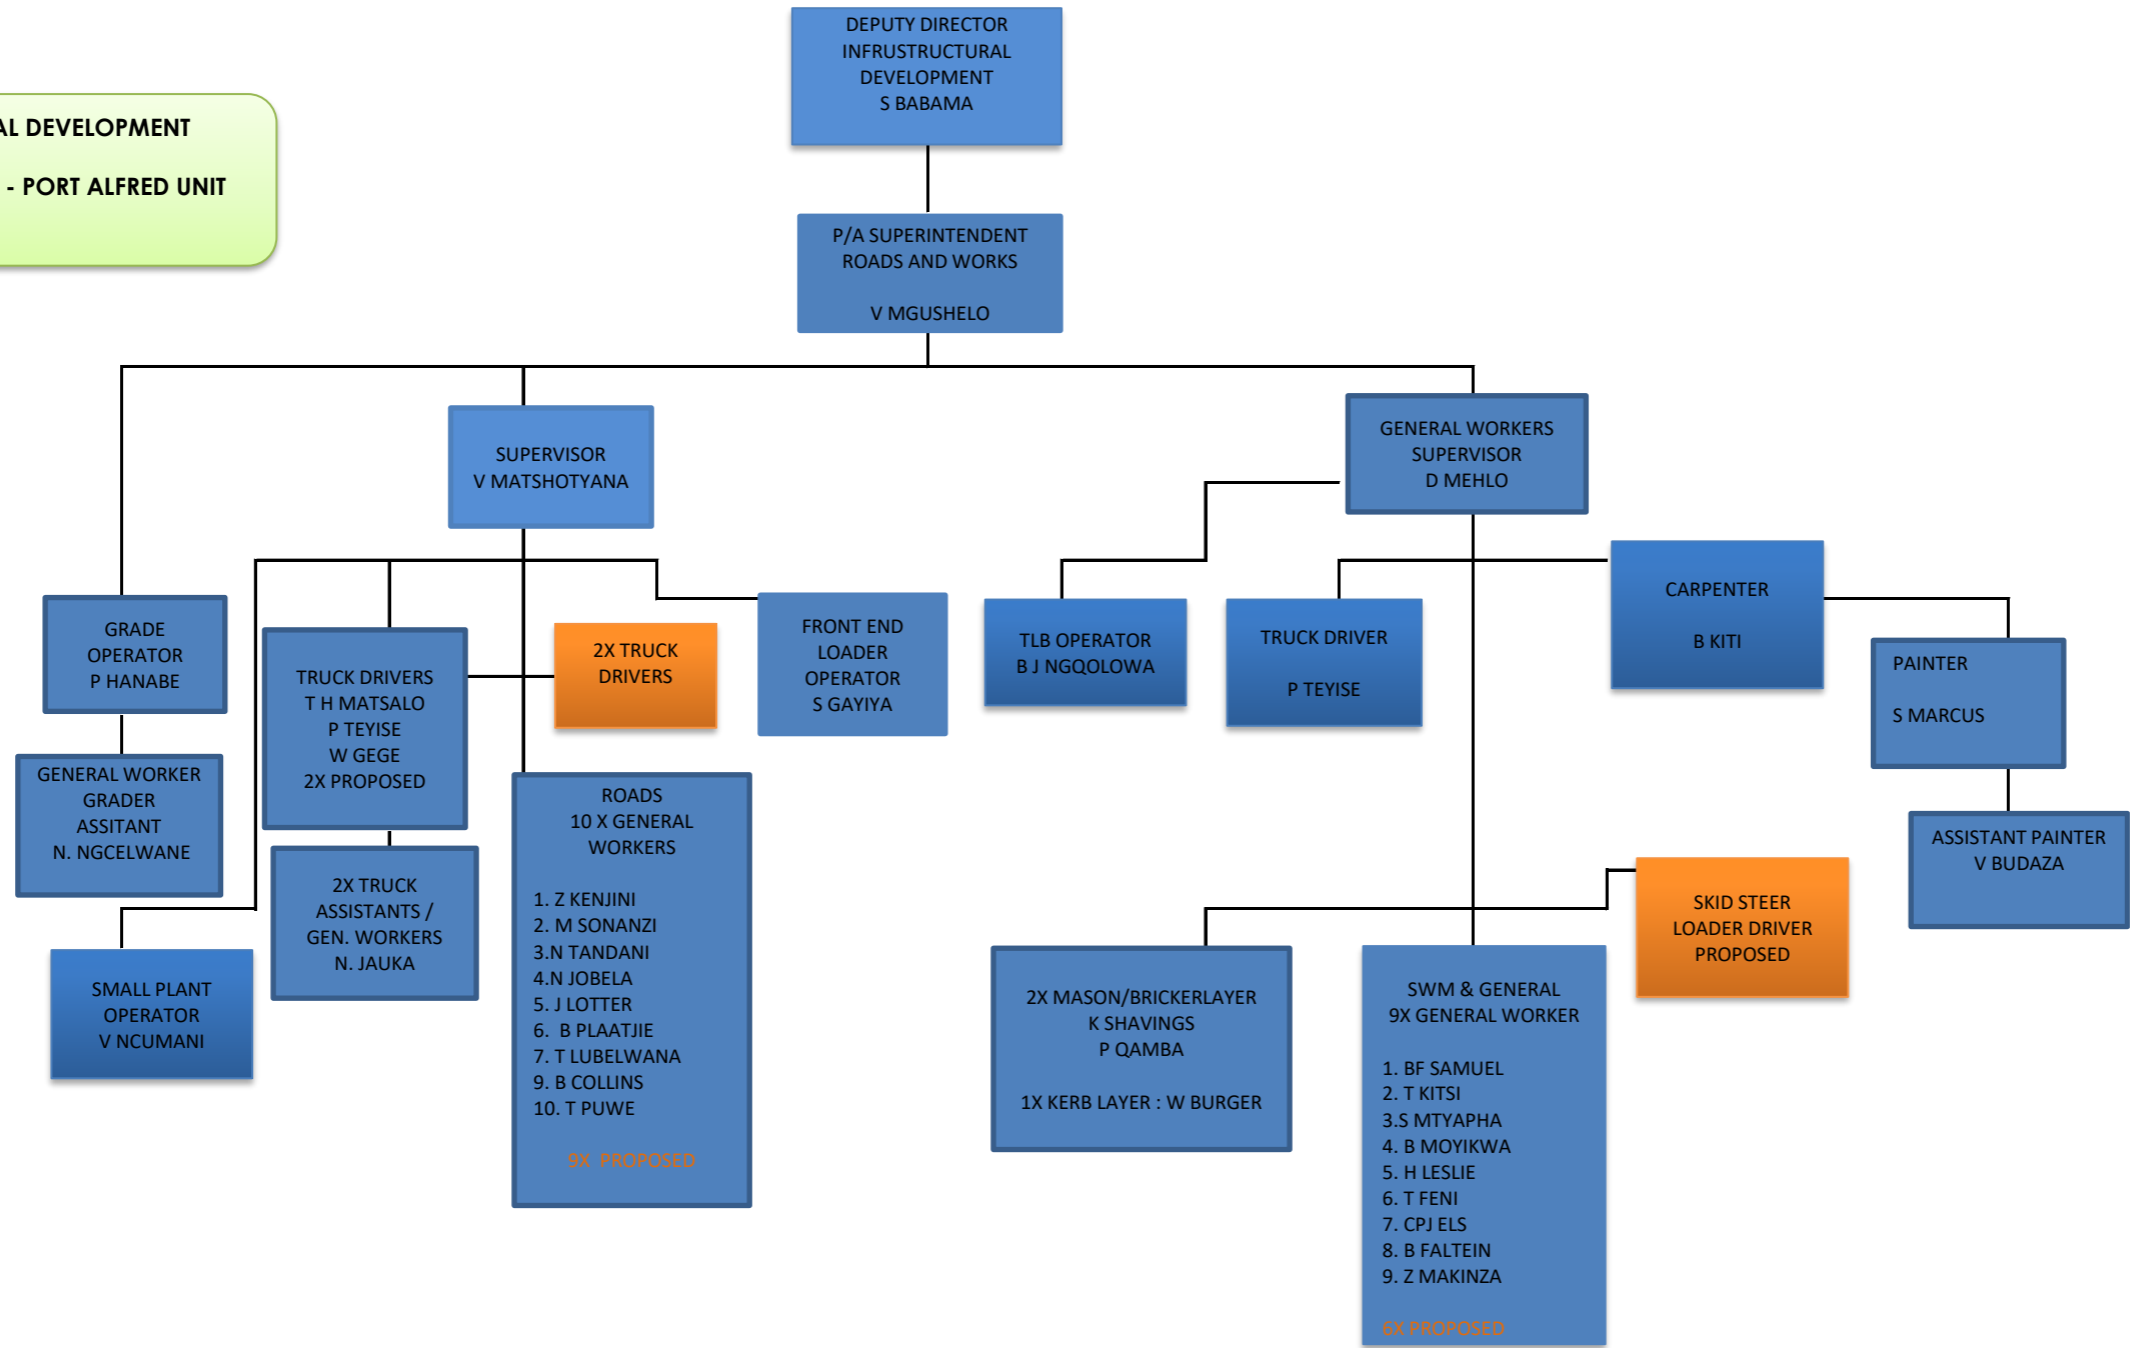 DEPUTY DIRECTOR
INFRUSTRUCTURAL
DEVELOPMENT
S BABAMA
AL DEVELOPMENT
- PORT ALFRED UNIT
P/A SUPERINTENDENT
ROADS AND WORKS
V MGUSHELO
SUPERVISOR
V MATSHOTYANA
GENERAL WORKERS
SUPERVISOR
D MEHLO
GRADE
OPERATOR
P HANABE
GENERAL WORKER
GRADER
ASSITANT
N. NGCELWANE
SMALL PLANT
OPERATOR
V NCUMANI
TRUCK DRIVERS
T H MATSALO
P TEYISE
W GEGE
2X PROPOSED
2X TRUCK
ASSISTANTS /
GEN. WORKERS
N. JAUKA
2X TRUCK
DRIVERS
ROADS
10 X GENERAL
WORKERS
1. Z KENJINI
2. M SONANZI
3.N TANDANI
4.N JOBELA
5. J LOTTER
6.  B PLAATJIE
7. T LUBELWANA
9. B COLLINS
10. T PUWE
9X  PROPOSED
FRONT END
LOADER
OPERATOR
S GAYIYA
TLB OPERATOR
B J NGQOLOWA
TRUCK DRIVER
P TEYISE
CARPENTER
B KITI
PAINTER
S MARCUS
ASSISTANT PAINTER
V BUDAZA
2X MASON/BRICKERLAYER
K SHAVINGS
P QAMBA
1X KERB LAYER : W BURGER
SWM & GENERAL
9X GENERAL WORKER
1. BF SAMUEL
2. T KITSI
3.S MTYAPHA
4. B MOYIKWA
5. H LESLIE
6. T FENI
7. CPJ ELS
8. B FALTEIN
9. Z MAKINZA
6X PROPOSED
SKID STEER
LOADER DRIVER
PROPOSED